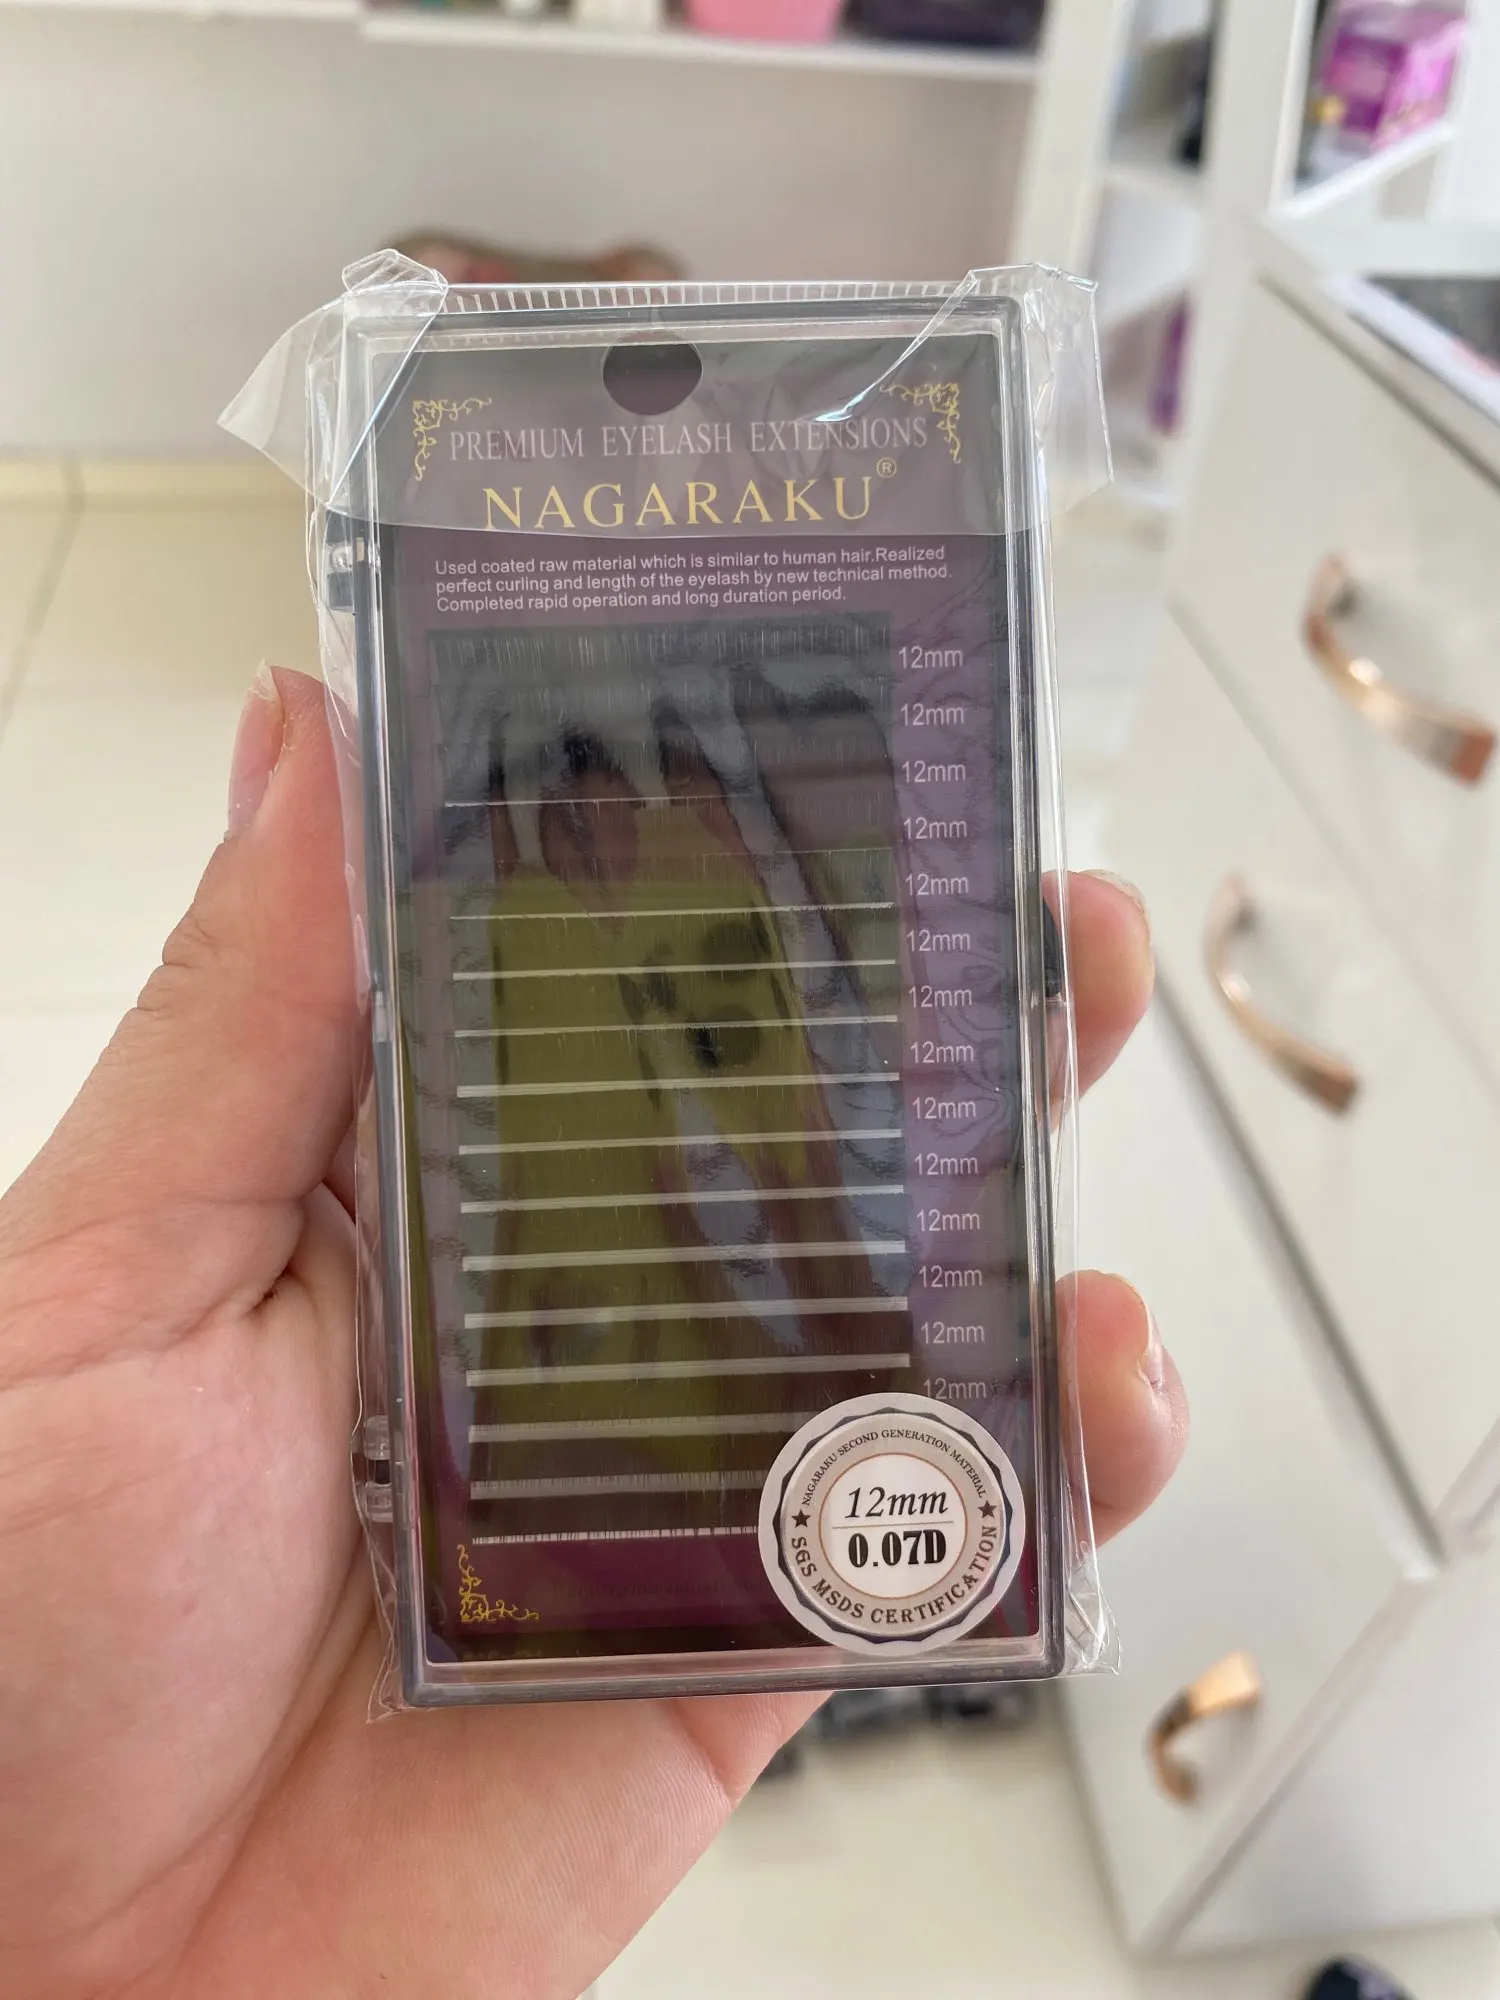 PREMIUM EYELASH EXTENSIONS
NAGARAKU®
Used coated raw material which is similar to human hair.Realized
perfect curling and length of the eyelash by new technical method.
Completed rapid operation and long duration period.
12mm
12mm
12mm
12mm
12mm
12mm
12mm
12mm
12mm
12mm
12mm
12mm
12mm
12mm
NAGARAKU SECOND GENERATION MATERIAL
12mm
0.07D
★ SGS MSDS CERTIFICATION ★